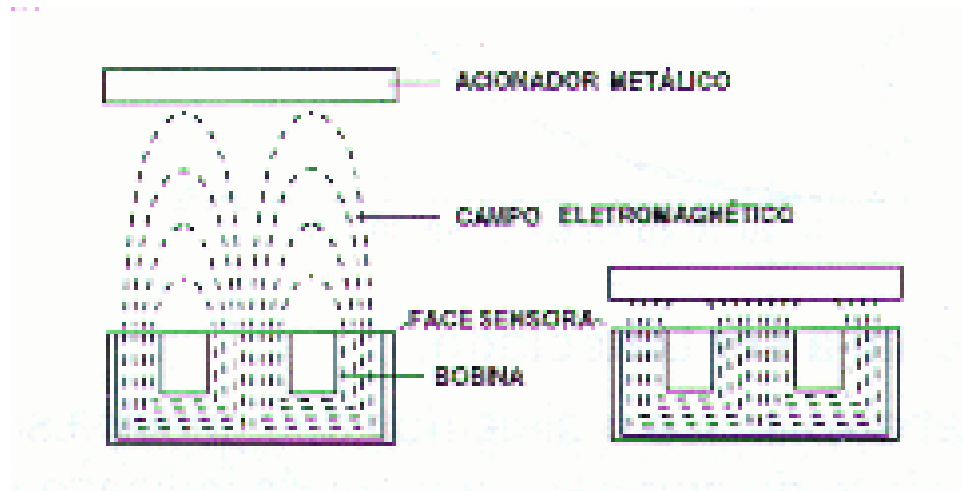 ACIONADOR METÁLICO
CAMPO ELETROMAGNÉTICO
FACE SENSORA
BOBINA